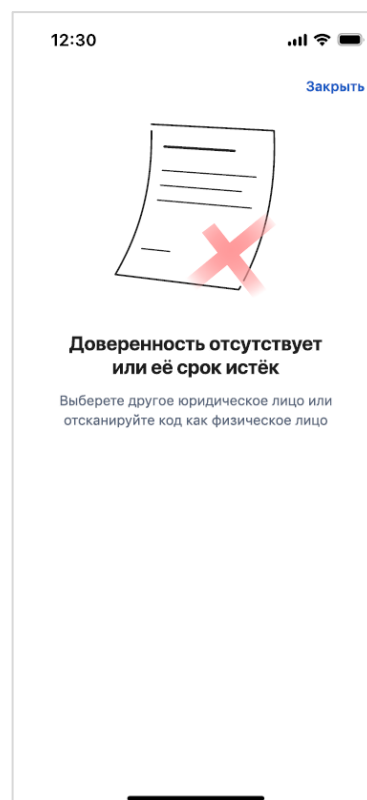 12:30
Закрыть
Доверенность отсутствует
или её срок истёк
Выберете другое юридическое лицо или
отсканируйте код как физическое лицо